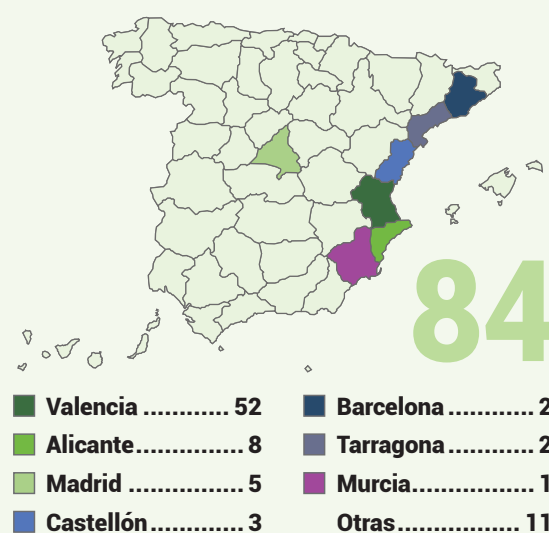 84
Valencia ............ 52
Alicante ................ 8
Madrid ................. 5
Castellón .............. 3
Barcelona ............ 2
Tarragona ............ 2
Murcia ................. 1
Otras .................. 11